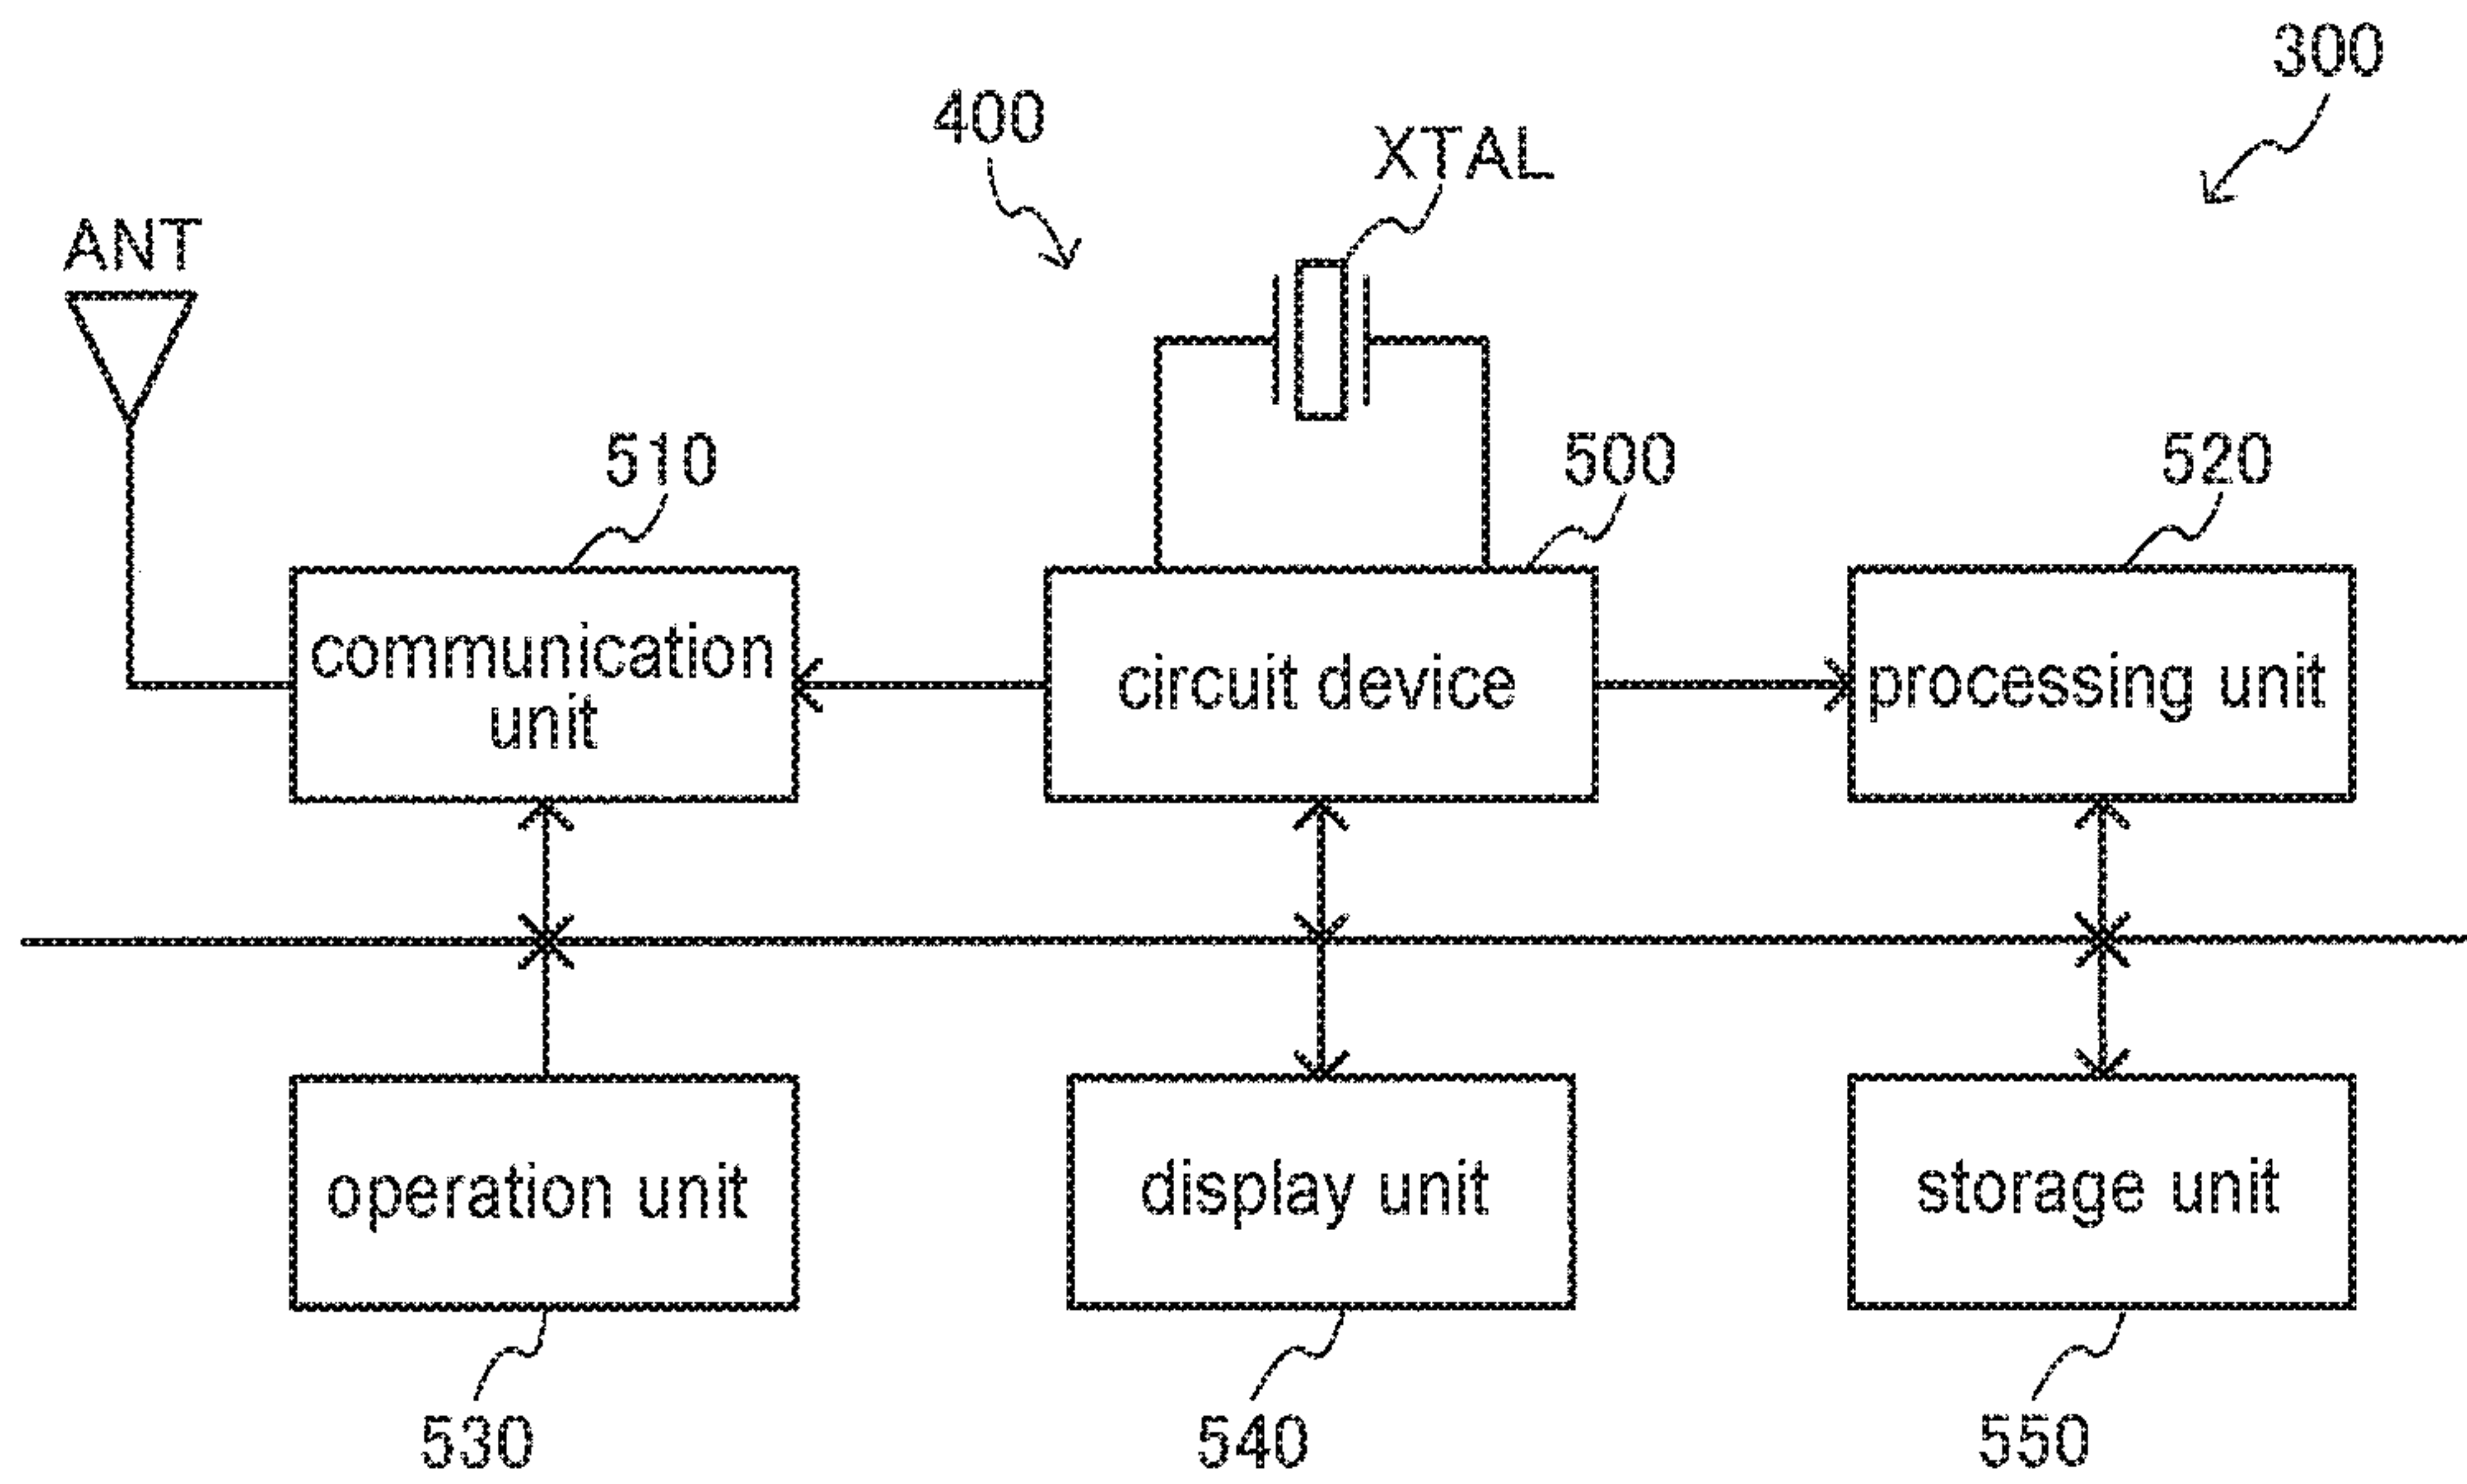 300
400
XTAL
ANT
510
500
520
communication
unit
circuit device
processing unit
operation unit
display unit
storage unit
530
540
550